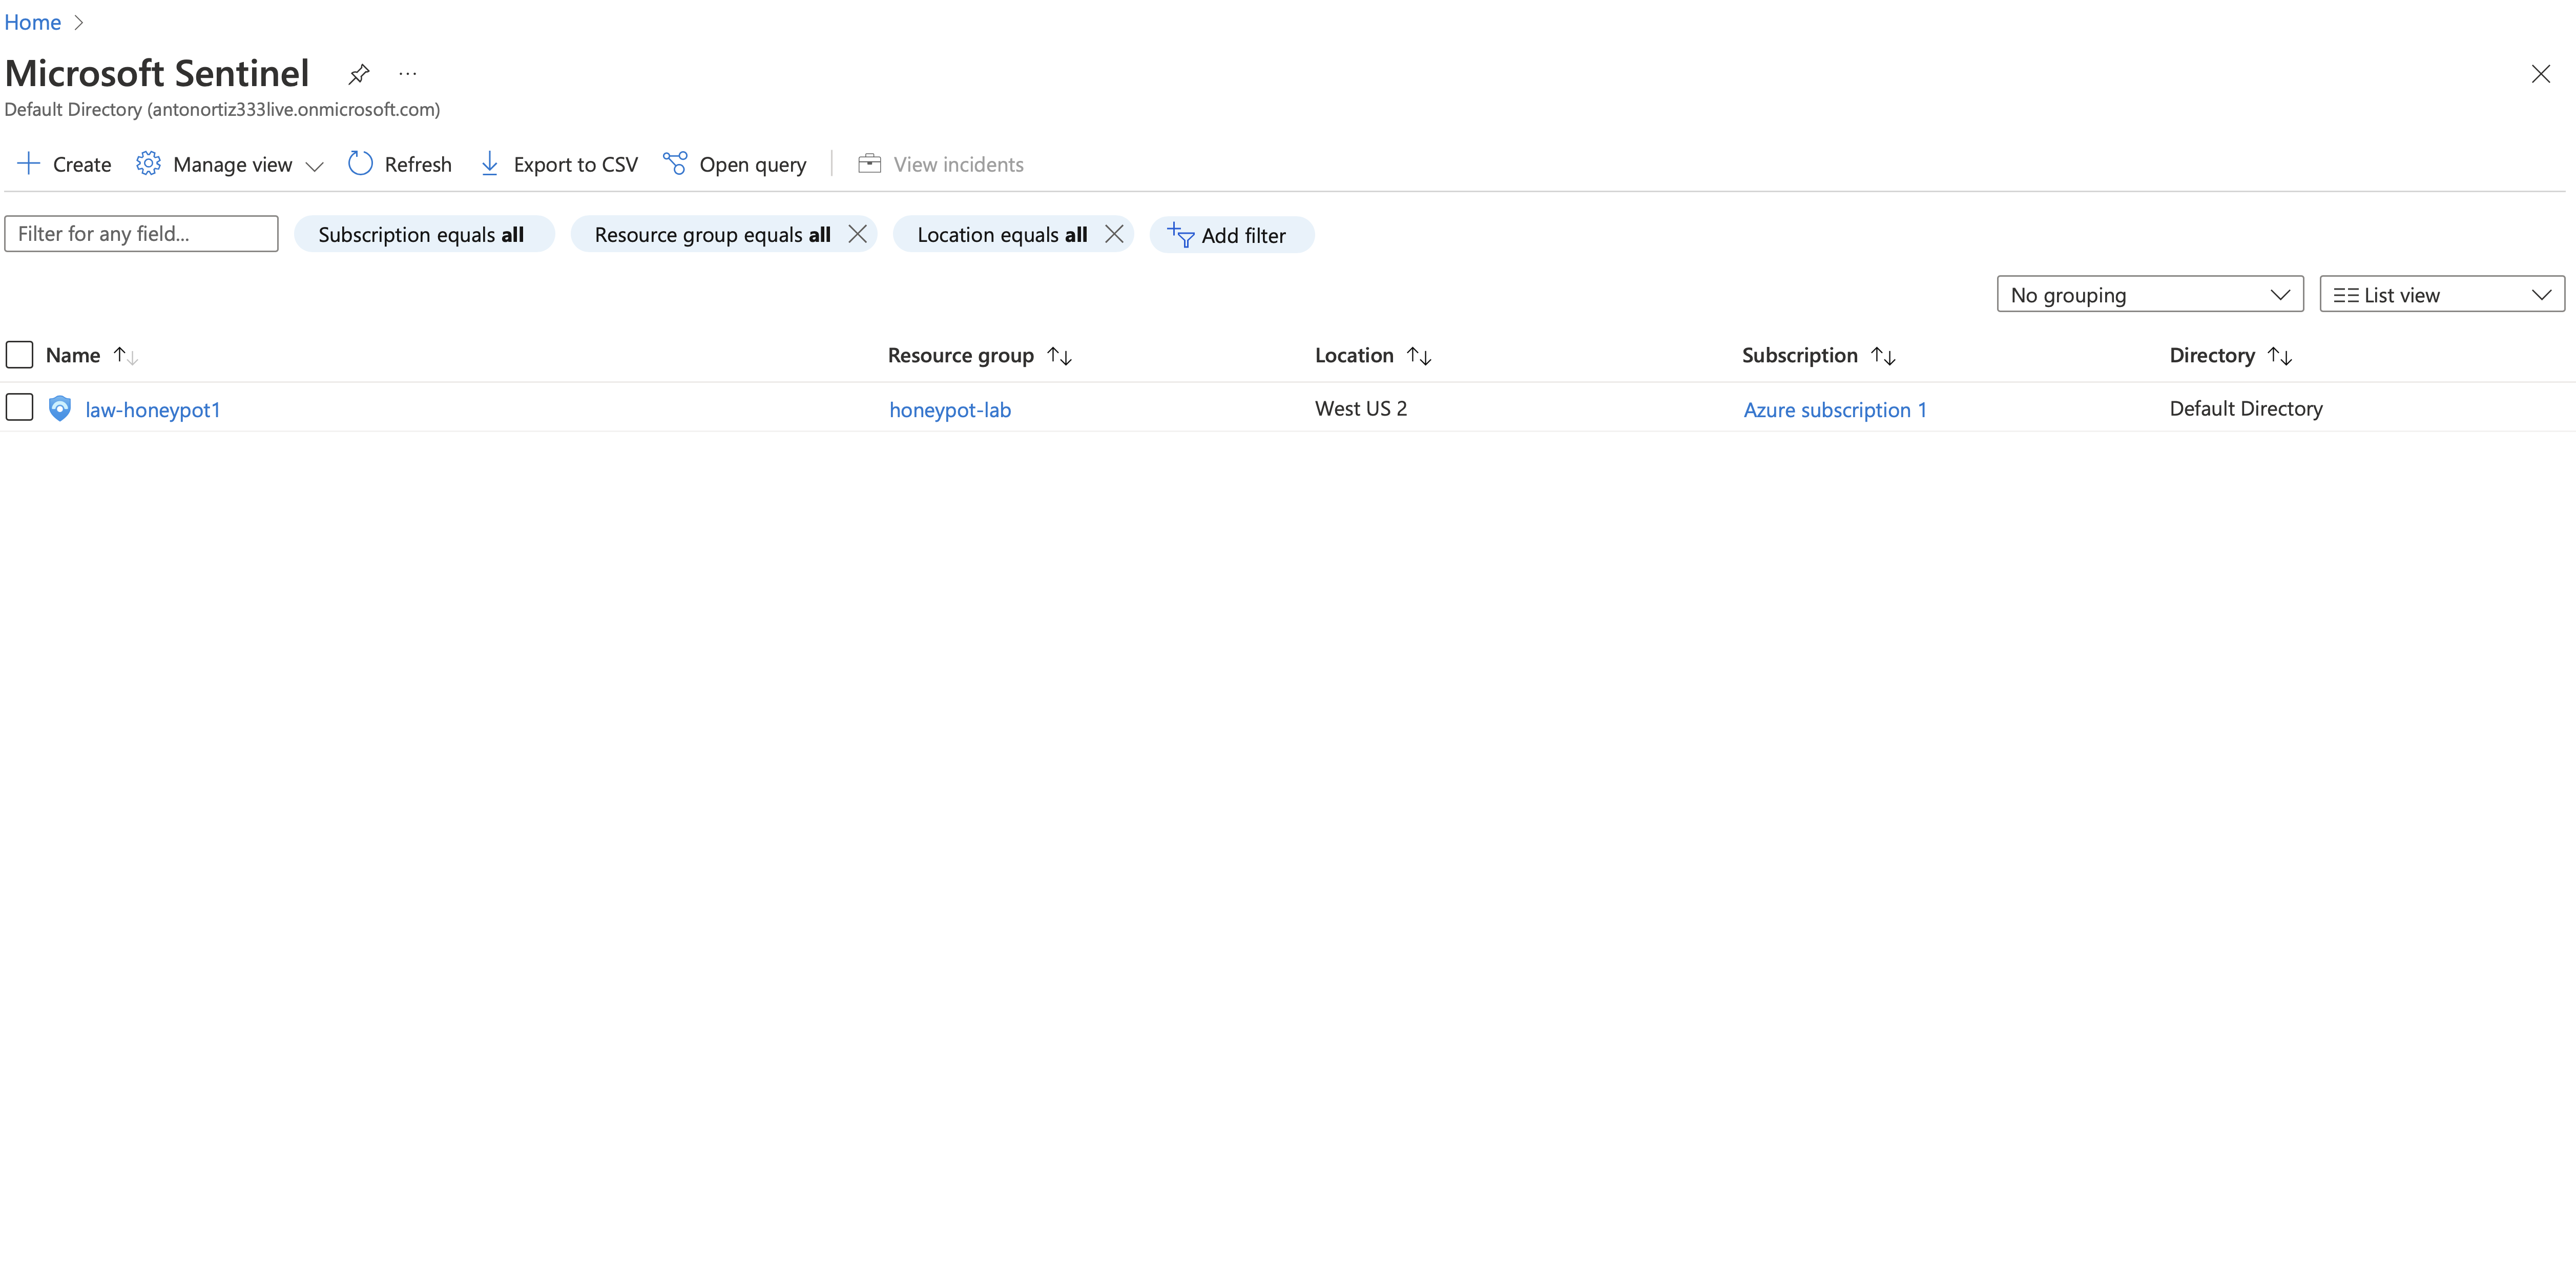 Home
Microsoft Sentinel
Default Directory (antonortiz333live.onmicrosoft.com)
Create Manage view Refresh Export to CSV Open query View incidents
Filter for any field... Subscription equals all Resource group equals all Location equals all Add filter
No grouping List view
Name Resource group Location Subscription Directory
law-honeypot1 honeypot-lab West US 2 Azure subscription 1 Default Directory